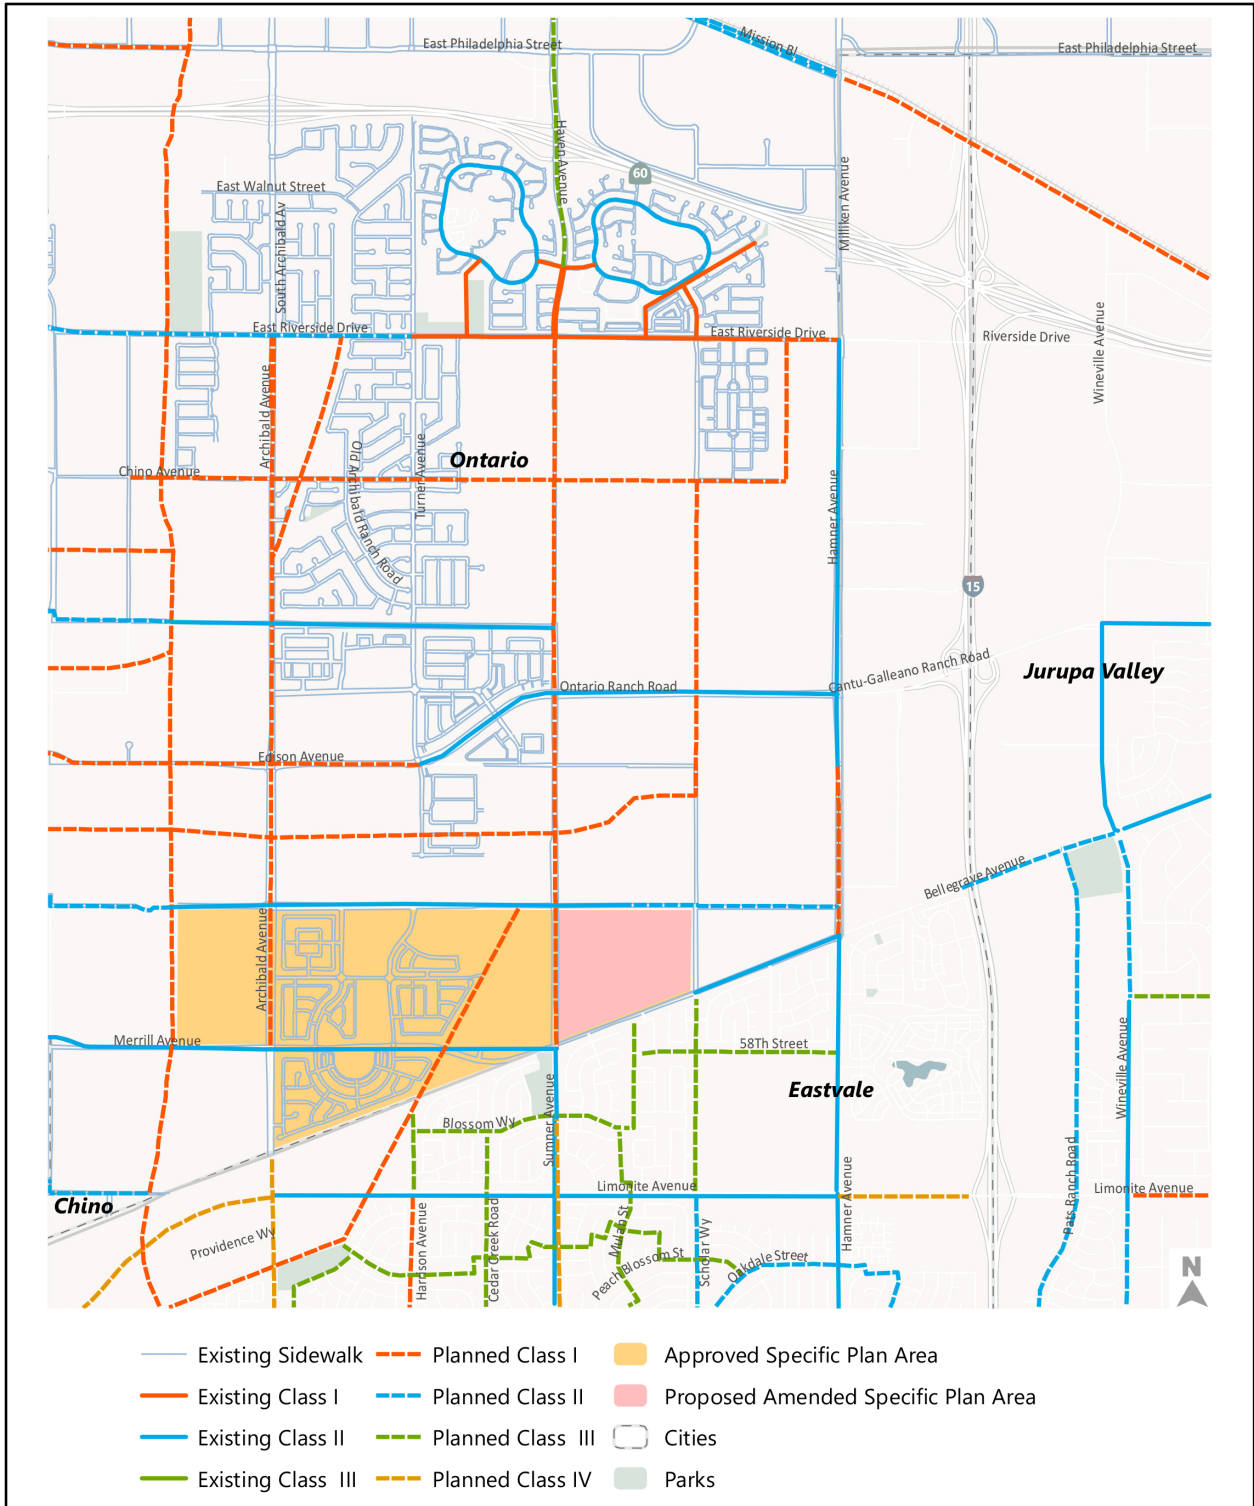 East Philadelphia Street
Mission Bl
East Philadelphia Street
Haven Avenue
60
East Walnut Street
South Archibald Av
Milliken Avenue
East Riverside Drive
East Riverside Drive
Riverside Drive
Wineville Avenue
Archibald Avenue
Chino Avenue
Old Archibald Ranch Road
Turner Avenue
Ontario
Hamner Avenue
15
Ontario Ranch Road
Cantu-Galleano Ranch Road
Jurupa Valley
Edison Avenue
Bellegrave Avenue
Archibald Avenue
Merrill Avenue
58Th Street
Eastvale
Wineville Avenue
Blossom Wy
Sumner Avenue
Pats Ranch Road
Limonite Avenue
Limonite Avenue
Chino
Providence Wy
Harrison Avenue
Cedar Creek Road
Mulan St
Peach Blossom St
Scholar Wy
Oakdale Street
Hamner Avenue
N
Existing Sidewalk
Planned Class I
Approved Specific Plan Area
Existing Class I
Planned Class II
Proposed Amended Specific Plan Area
Existing Class II
Planned Class III
Cities
Existing Class III
Planned Class IV
Parks